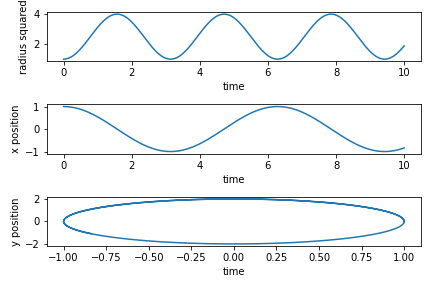 radius squared
4
2
0 2 4 6 8 10
time
x position
1
0
−1
0 2 4 6 8 10
time
y position
2
0
−2
−1.00 −0.75 −0.50 −0.25 0.00 0.25 0.50 0.75 1.00
time